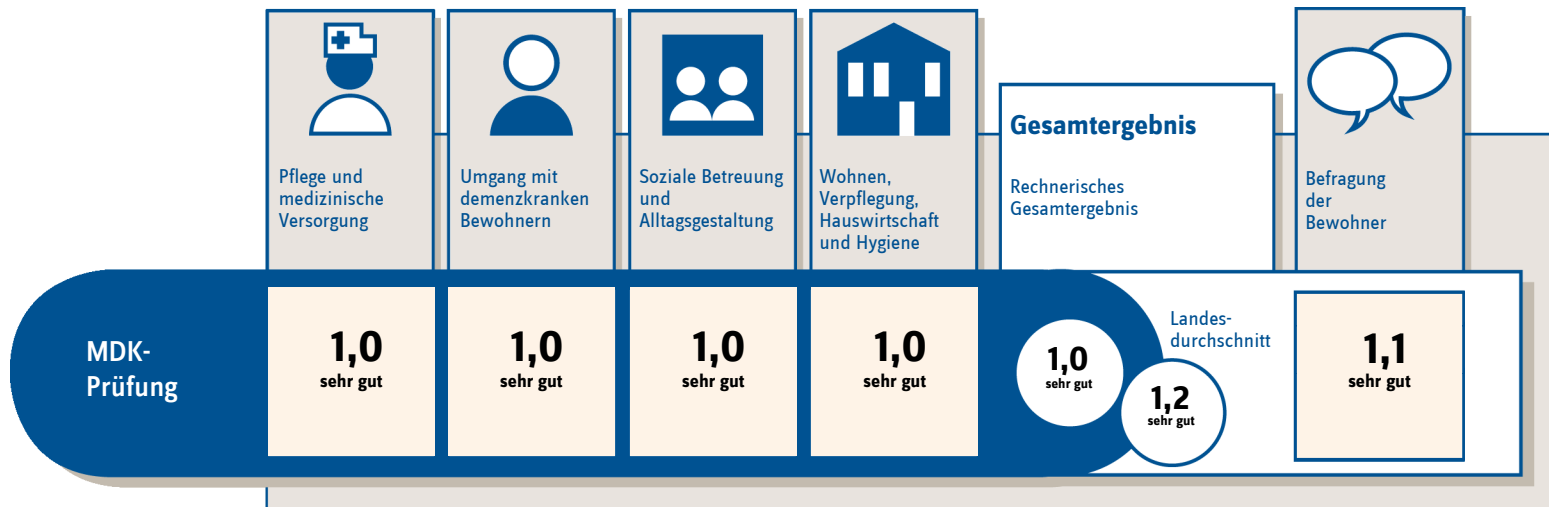 Pflege und
medizinische
Versorgung
Umgang mit
demenzkranken
Bewohnern
Soziale Betreuung
und
Alltagsgestaltung
Wohnen,
Verpflegung,
Hauswirtschaft
und Hygiene
Gesamtergebnis
Rechnerisches
Gesamtergebnis
Befragung
der
Bewohner
MDK-
Prüfung
1,0
sehr gut
1,0
sehr gut
1,0
sehr gut
1,0
sehr gut
1,0
sehr gut
Landes-
durchschnitt
1,2
sehr gut
1,1
sehr gut